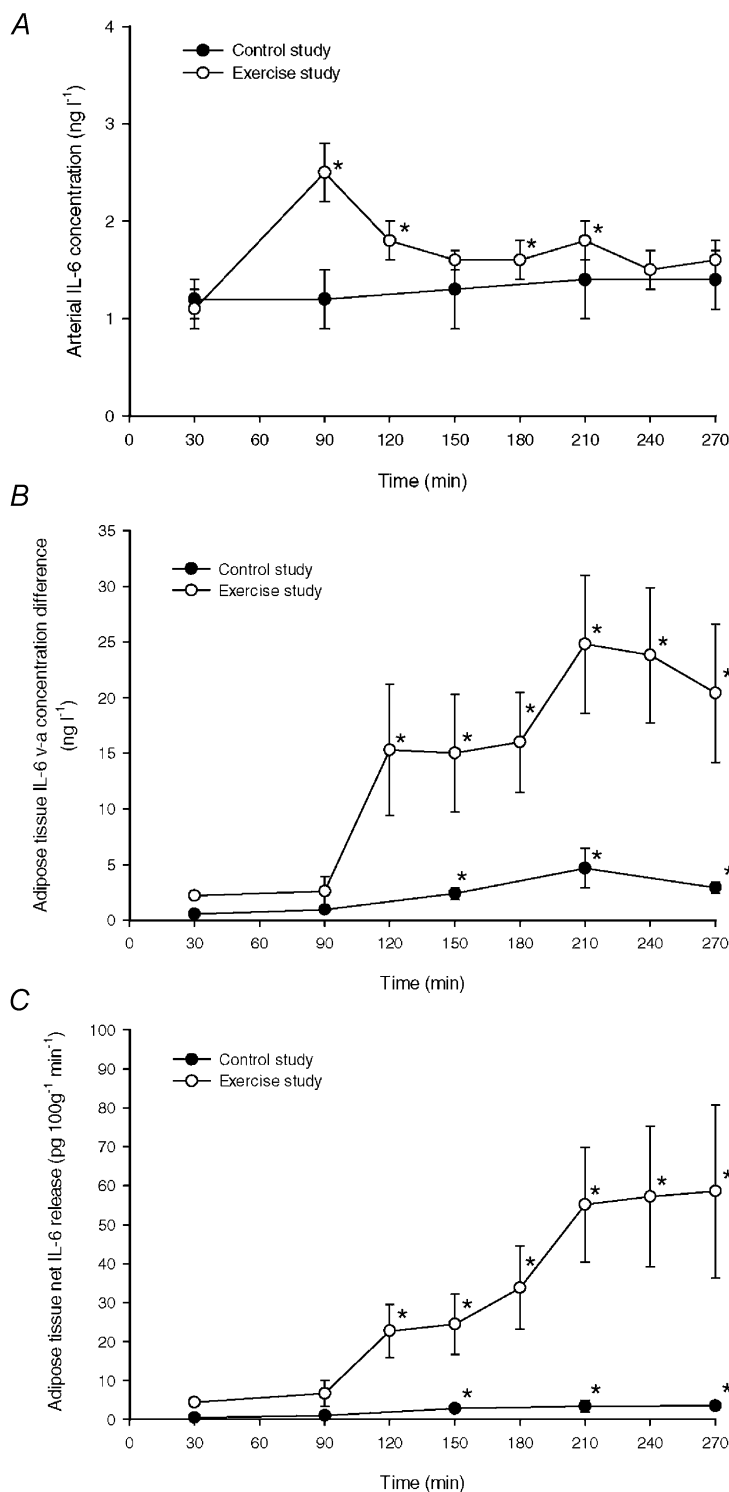 A
4
3
2
1
0
Arterial IL-6 concentration (ng l-1)
Control study
Exercise study
*
*
*
*
0 30 60 90 120 150 180 210 240 270
Time (min)
B
35
30
25
20
15
10
5
0
Adipose tissue IL-6 v-a concentration difference
(ng l-1)
Control study
Exercise study
*
*
*
*
*
*
*
*
*
0 30 60 90 120 150 180 210 240 270
Time (min)
C
100
90
80
70
60
50
40
30
20
10
0
Adipose tissue net IL-6 release (pg 100g-1 min-1)
Control study
Exercise study
*
*
*
*
*
*
*
*
*
0 30 60 90 120 150 180 210 240 270
Time (min)